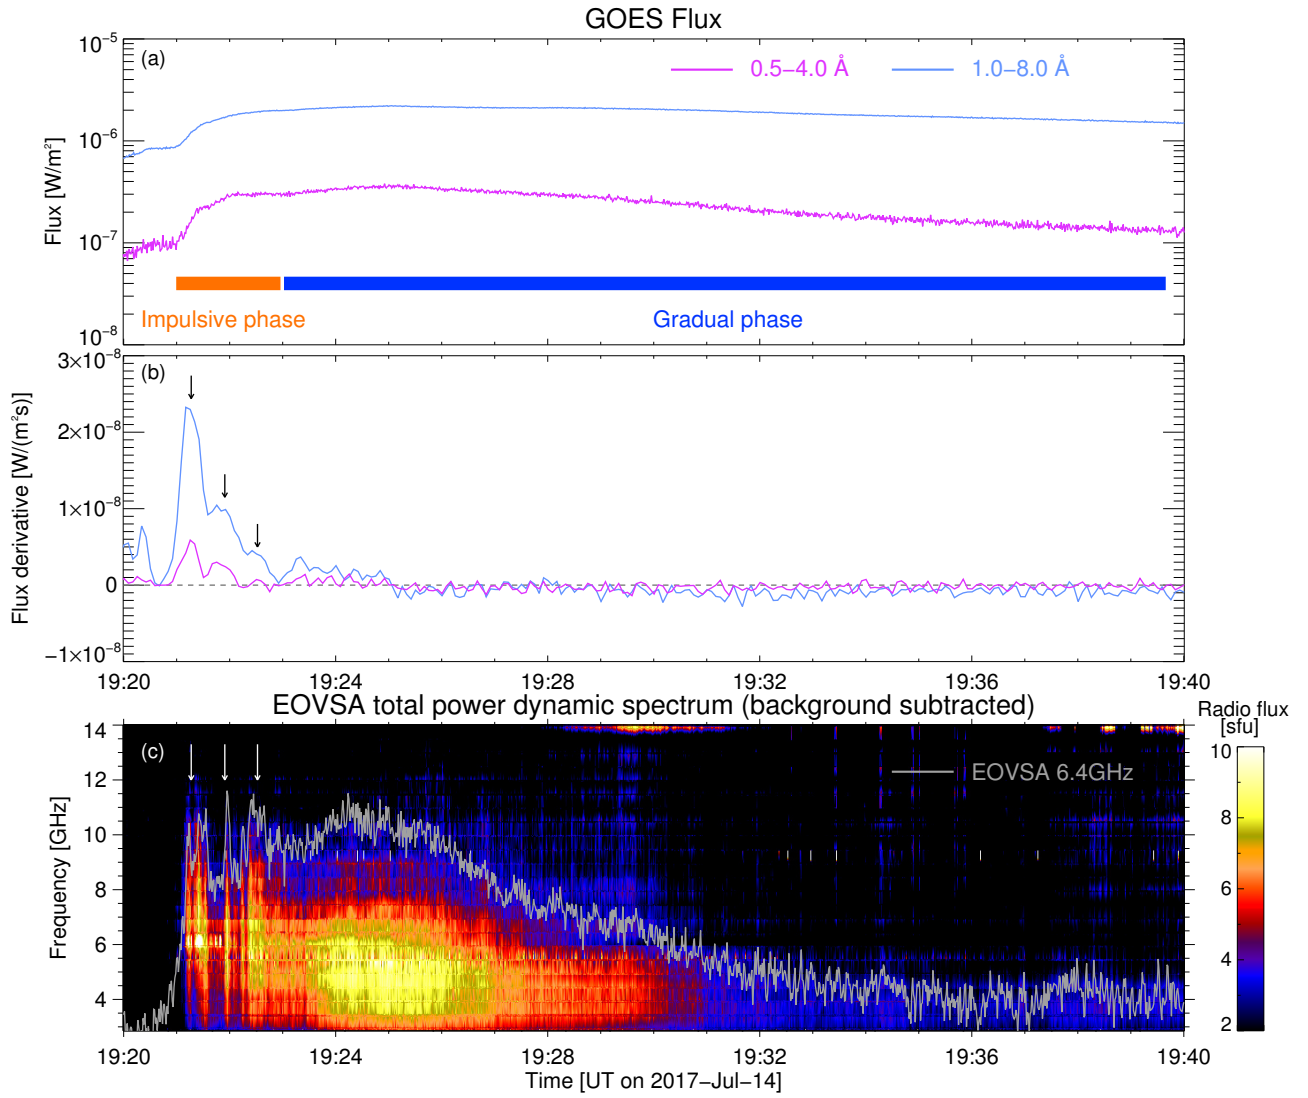 GOES Flux
(a)
0.5−4.0 Å
1.0−8.0 Å
10⁻⁵
10⁻⁶
10⁻⁷
10⁻⁸
Flux [W/m²]
Impulsive phase
Gradual phase
(b)
3×10⁻⁸
2×10⁻⁸
1×10⁻⁸
0
−1×10⁻⁸
Flux derivative [W/(m²s)]
19:20
19:24
19:28
19:32
19:36
19:40
EOVSA total power dynamic spectrum (background subtracted)
Radio flux
[sfu]
(c)
EOVSA 6.4GHz
14
12
10
8
6
4
Frequency [GHz]
10
8
6
4
2
19:20
19:24
19:28
19:32
19:36
19:40
Time [UT on 2017−Jul−14]